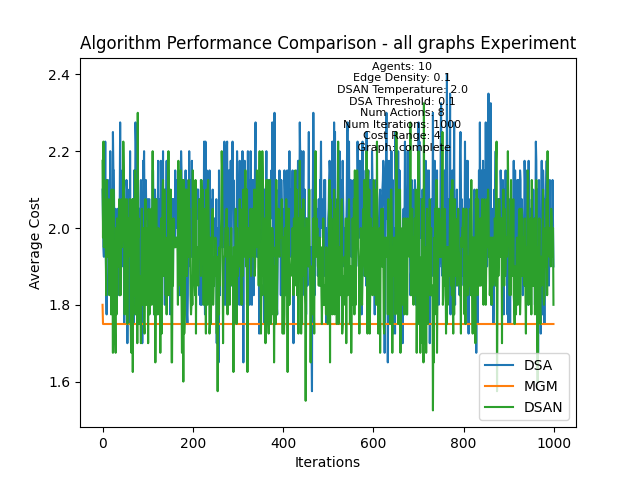 Algorithm Performance Comparison - all graphs Experiment
Agents: 10
Edge Density: 0.1
DSAN Temperature: 2.0
DSA Threshold: 0.1
Num Actions: 8
Num Iterations: 1000
Cost Range: 4
Graph: complete
2.4
2.2
2.0
1.8
1.6
Average Cost
DSA
MGM
DSAN
0 200 400 600 800 1000
Iterations